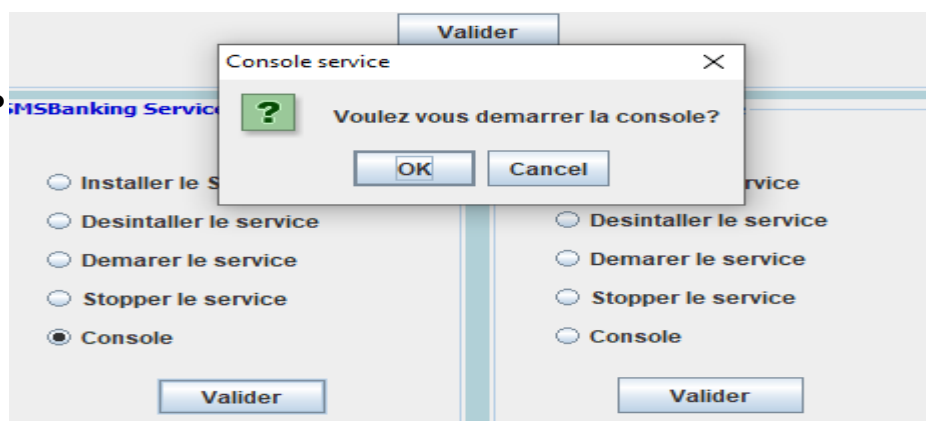 Valider
Console service
Voulez vous demarrer la console?
OK
Cancel
SMSBanking Servic
Installer le S
Desintaller le service
Demarer le service
Stopper le service
Console
Valider
rvice
Desintaller le service
Demarer le service
Stopper le service
Console
Valider